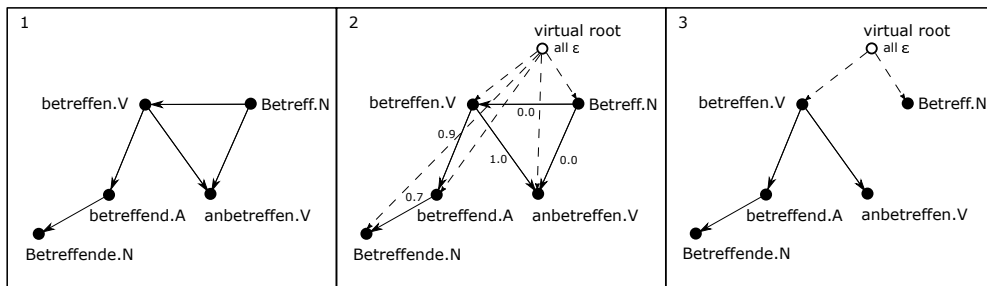 1
betreffen.V
Betreff.N
betreffend.A
anbetreffen.V
Betreffende.N
2
virtual root
all ε
betreffen.V
Betreff.N
0.0
0.9
1.0
0.0
0.7
betreffend.A
anbetreffen.V
Betreffende.N
3
virtual root
all ε
betreffen.V
Betreff.N
betreffend.A
anbetreffen.V
Betreffende.N